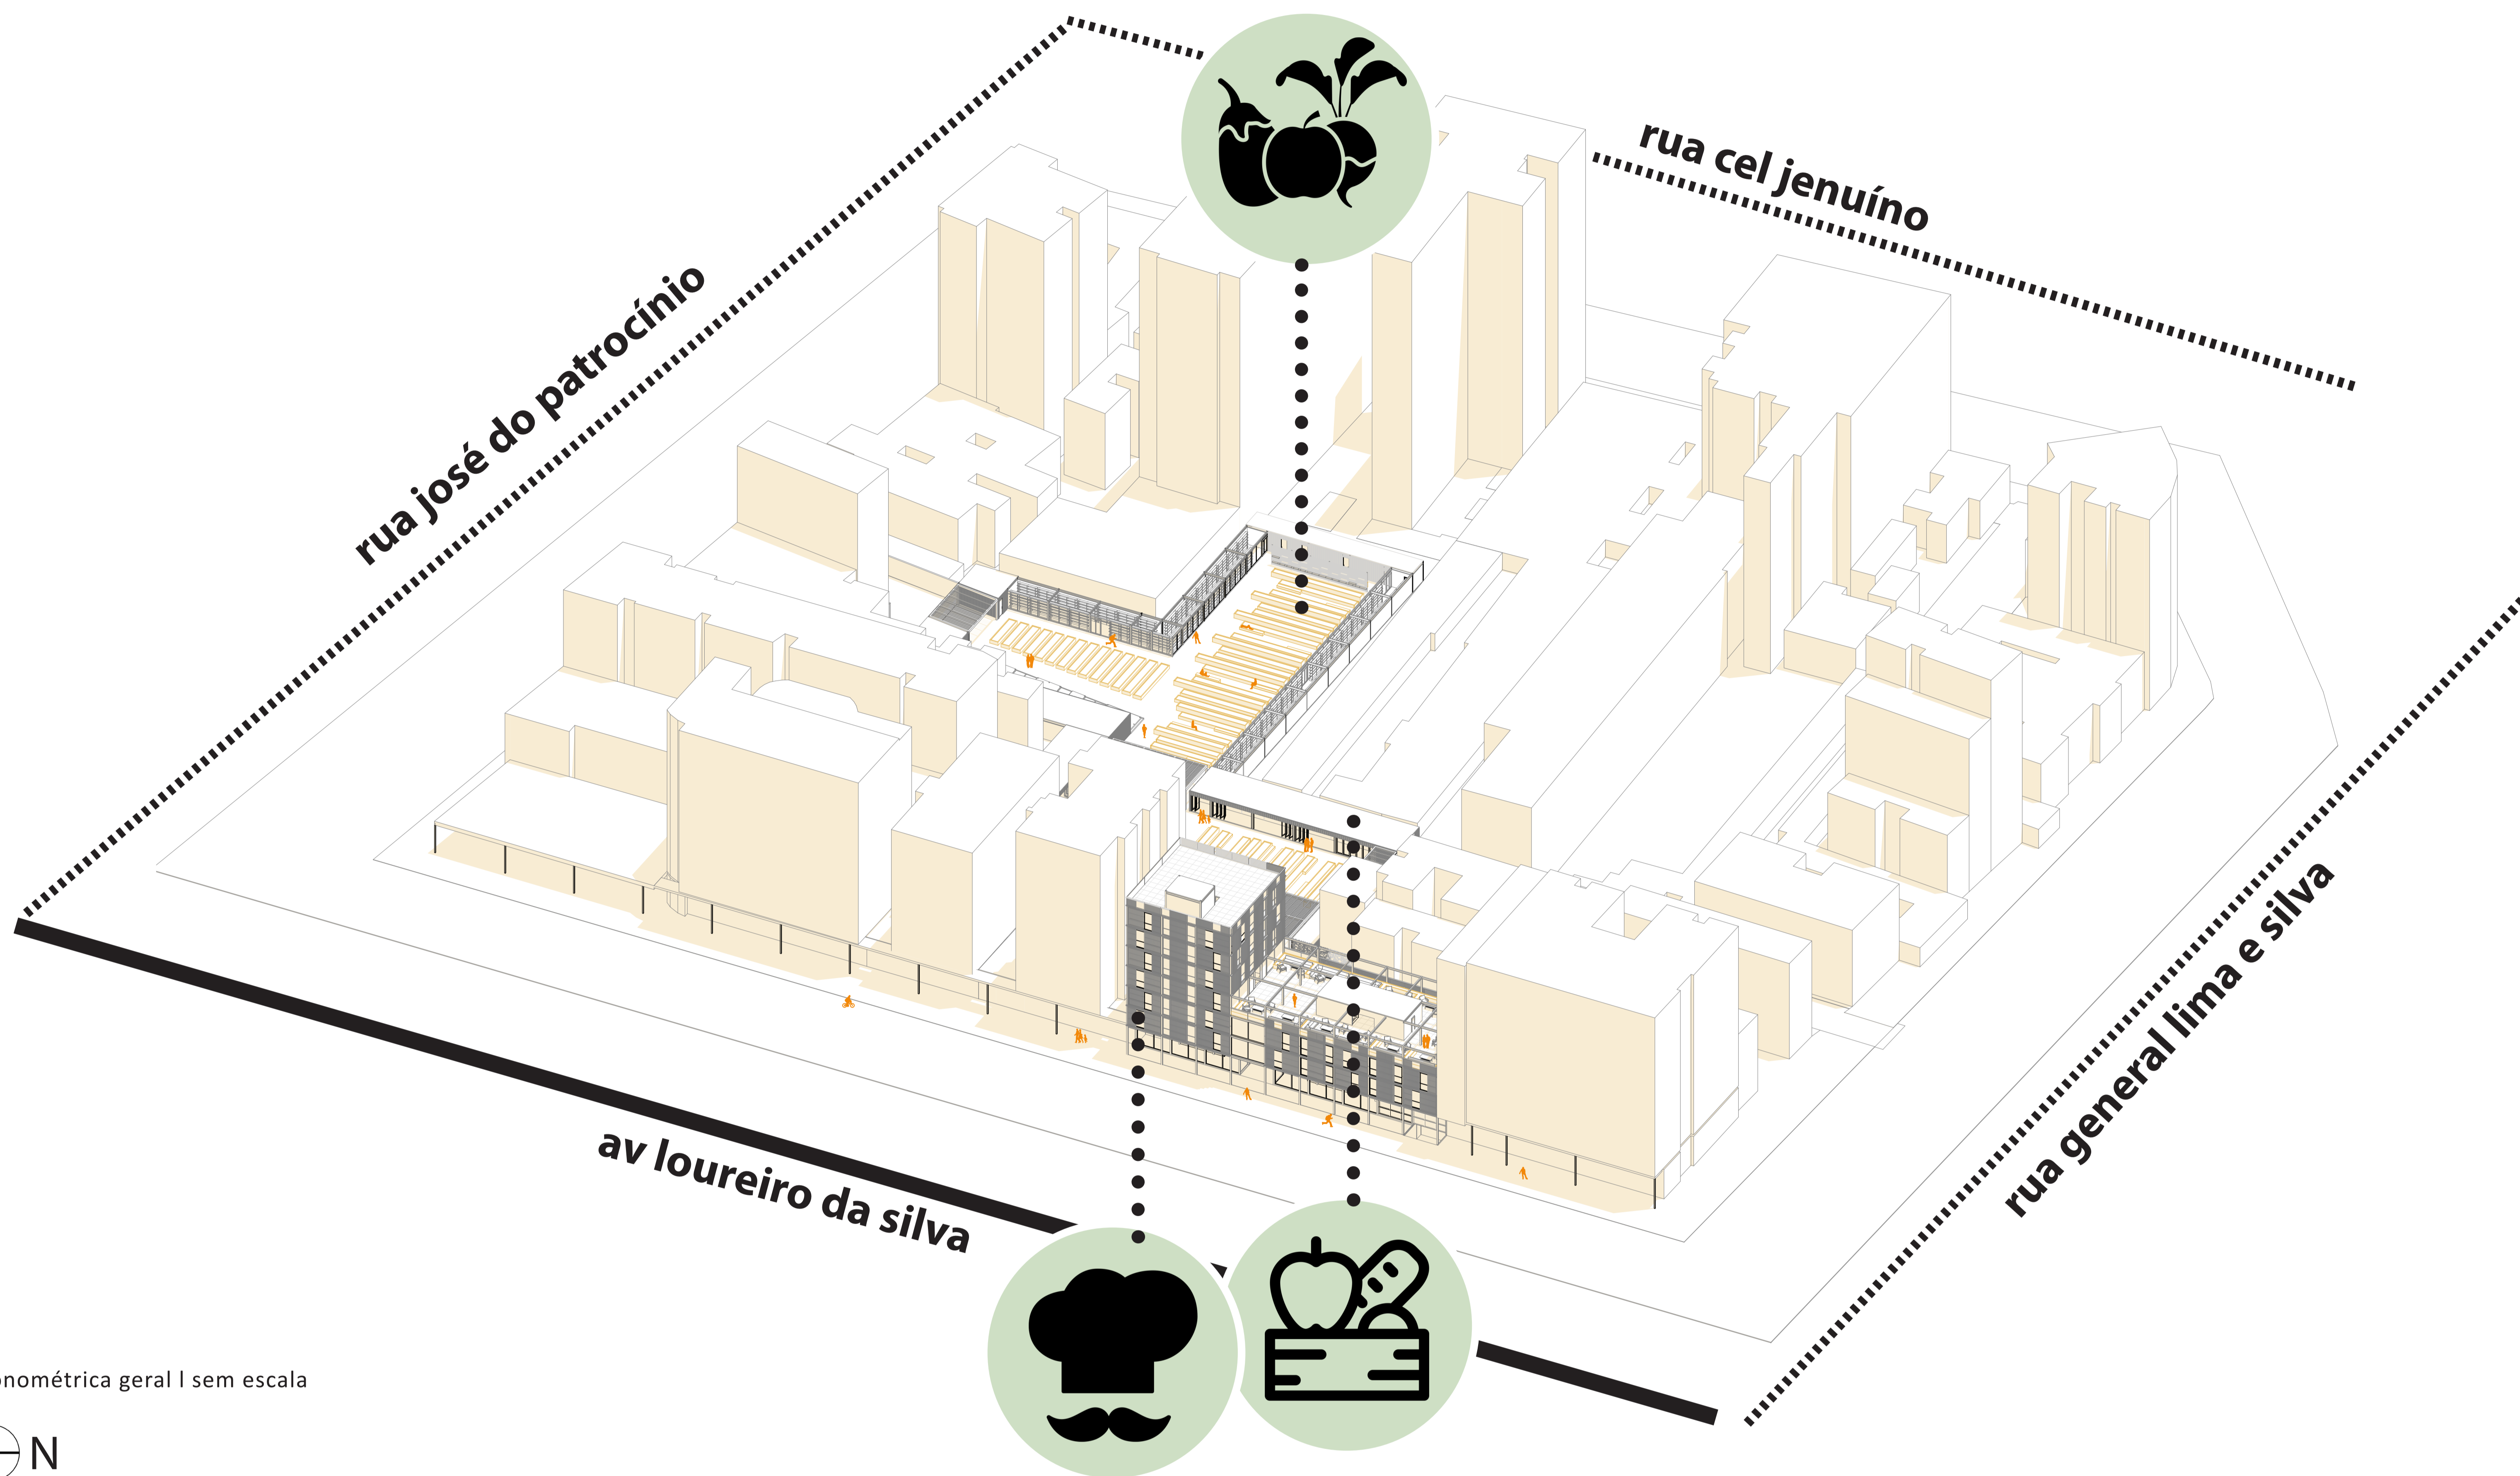 rua cel jenuíno
rua josé do patrocínio
rua general lima e silva
av loureiro da silva
onométrica geral l sem escala
N